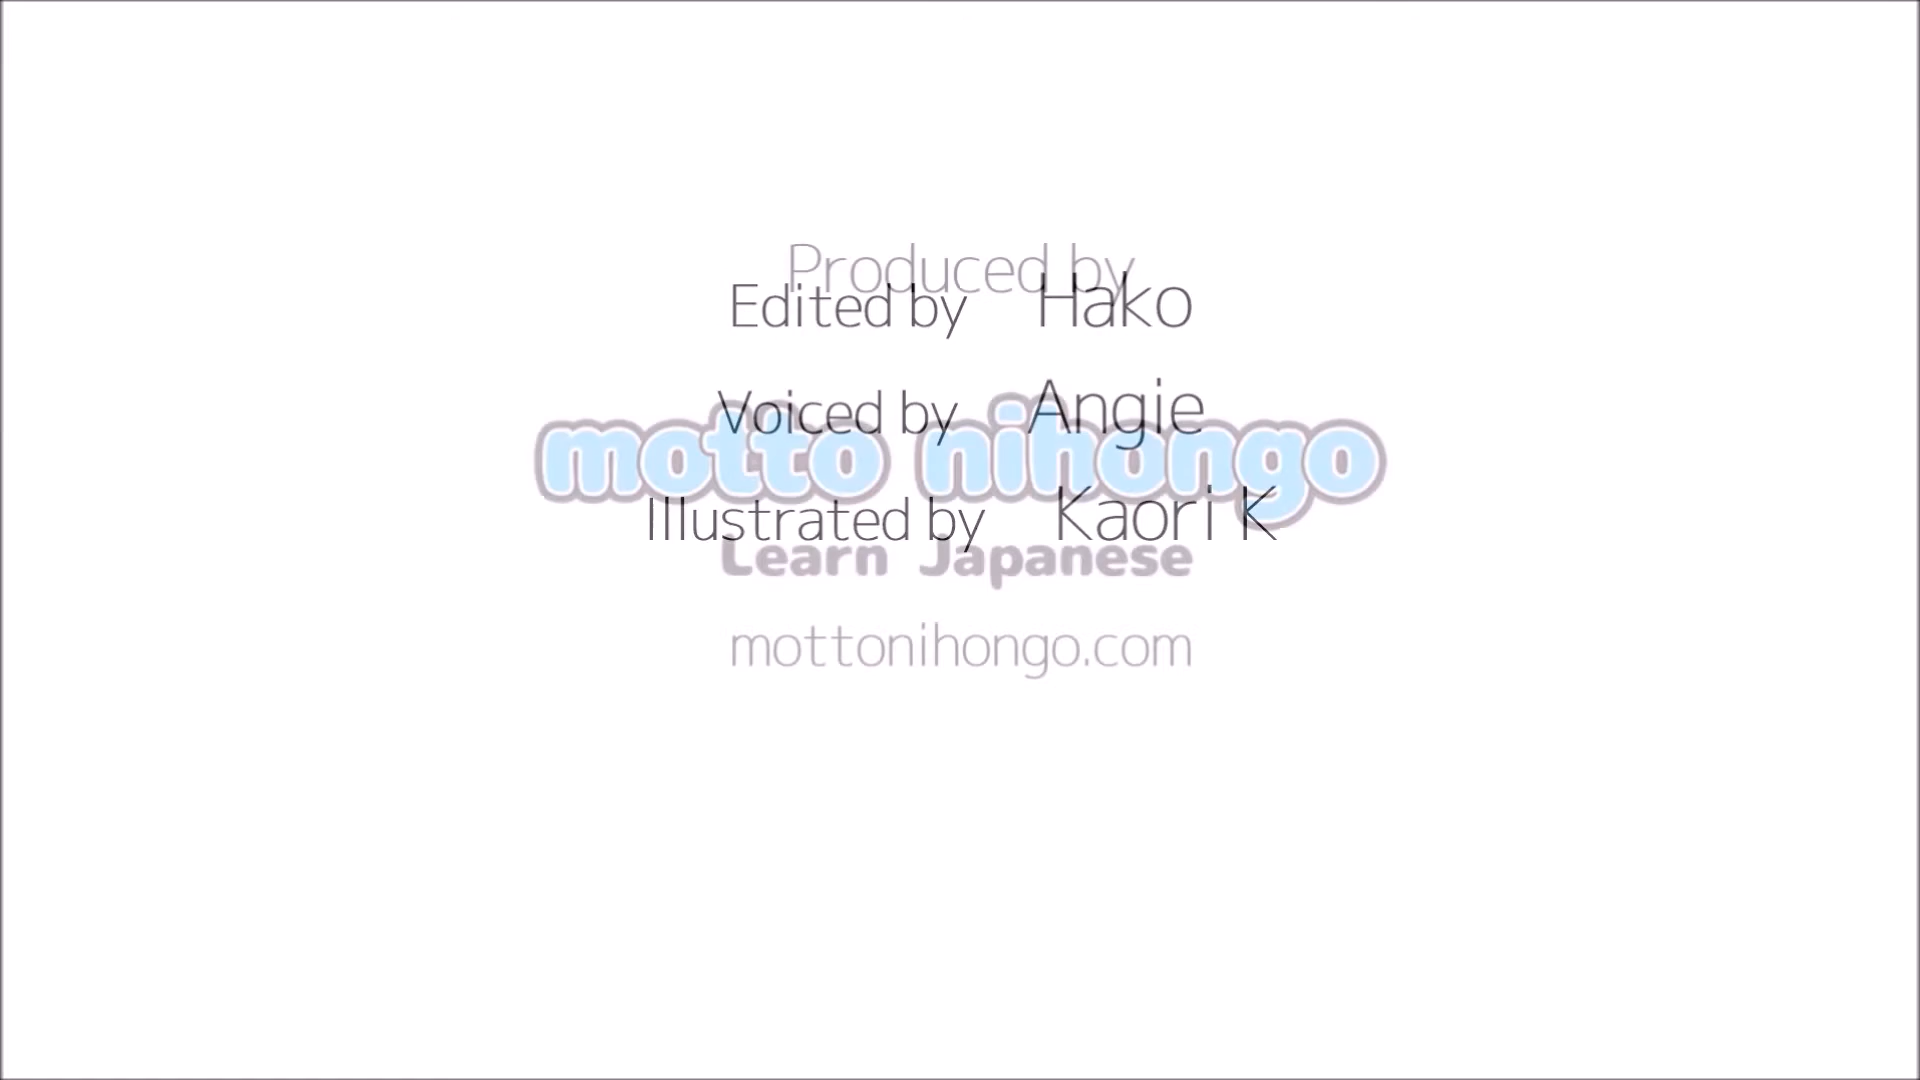 Produced by
Edited by Hako
Voiced by Angie
motto nihongo
Illustrated by Kaori K
Learn Japanese
mottonihongo.com